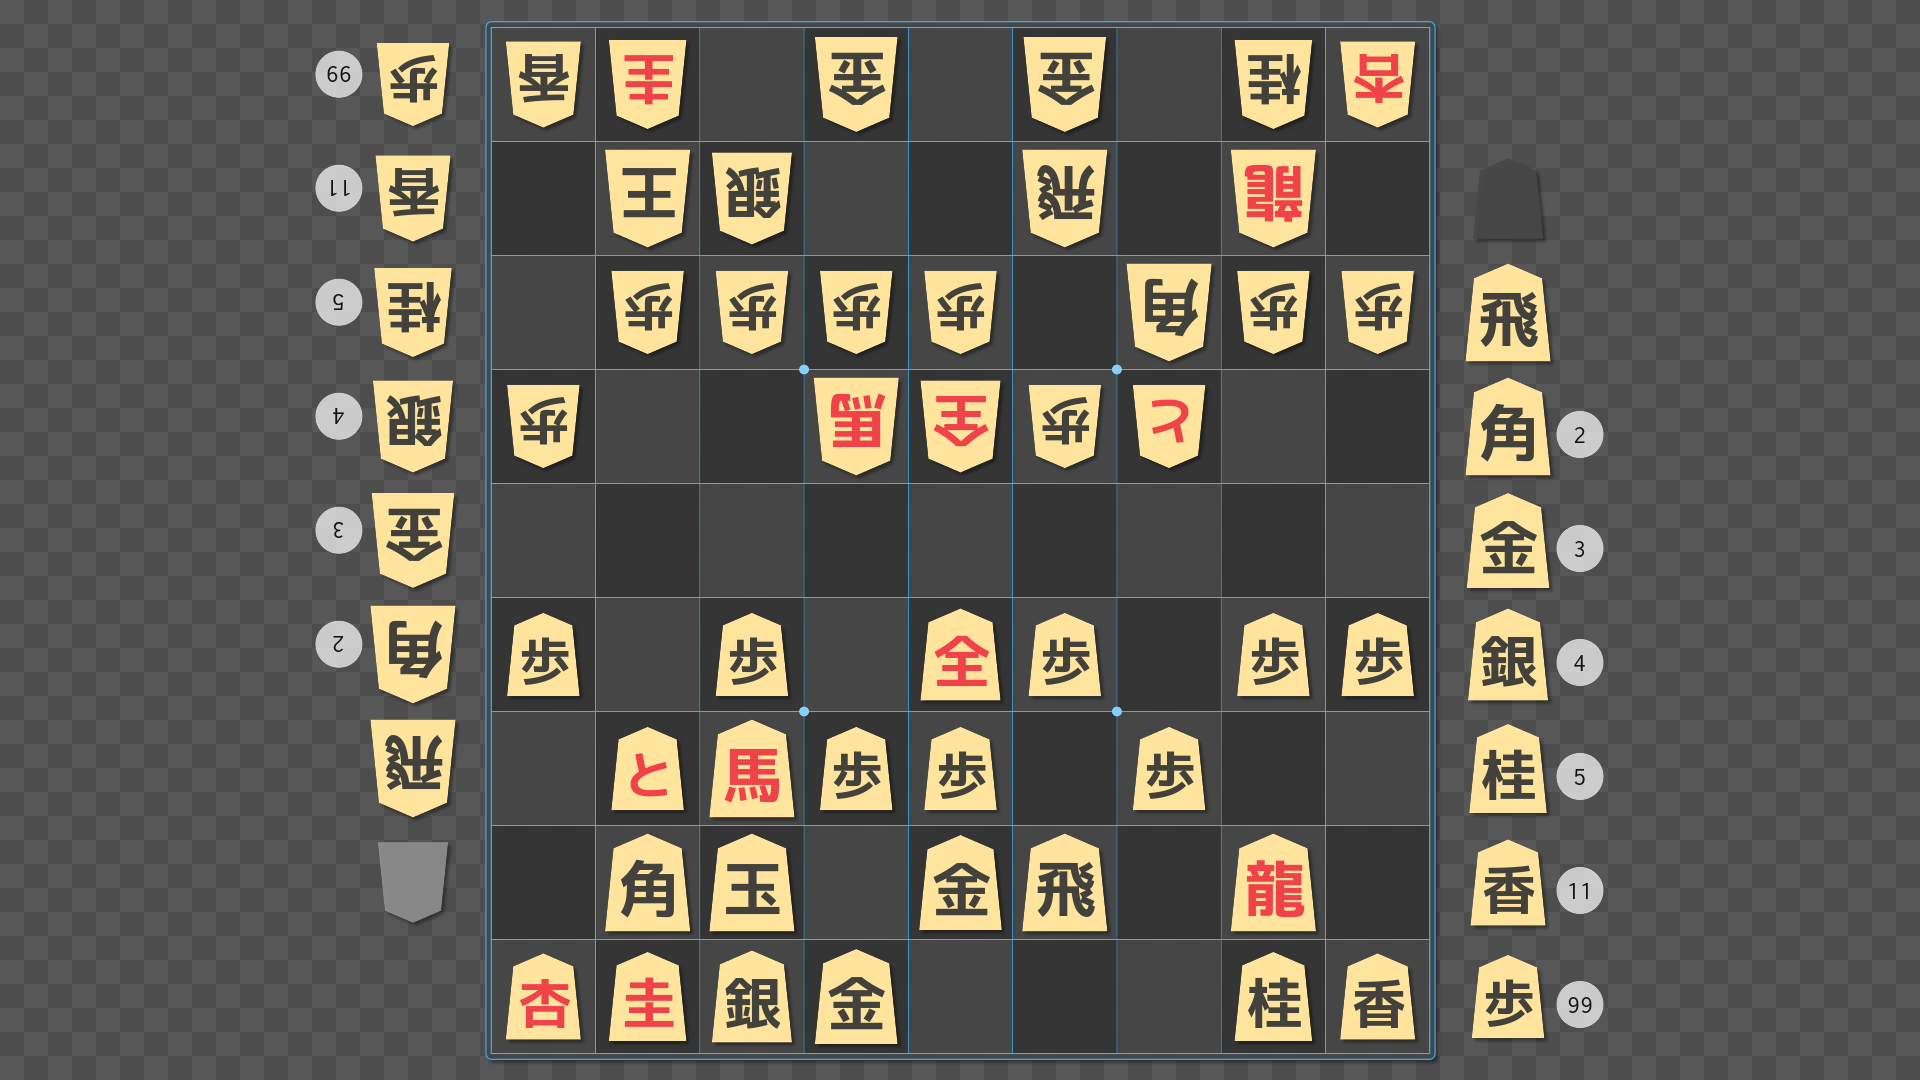 99 歩 香 圭 金 金 桂 杏
11 香 王 銀 飛 龍
5 桂 歩 歩 歩 歩 角 歩 歩 飛
4 銀 歩 馬 全 歩 と 角 2
3 金 金 3
2 角 歩 歩 全 歩 歩 歩 銀 4
飛 と 馬 歩 歩 歩 桂 5
角 玉 金 飛 龍 香 11
杏 圭 銀 金 桂 香 歩 99